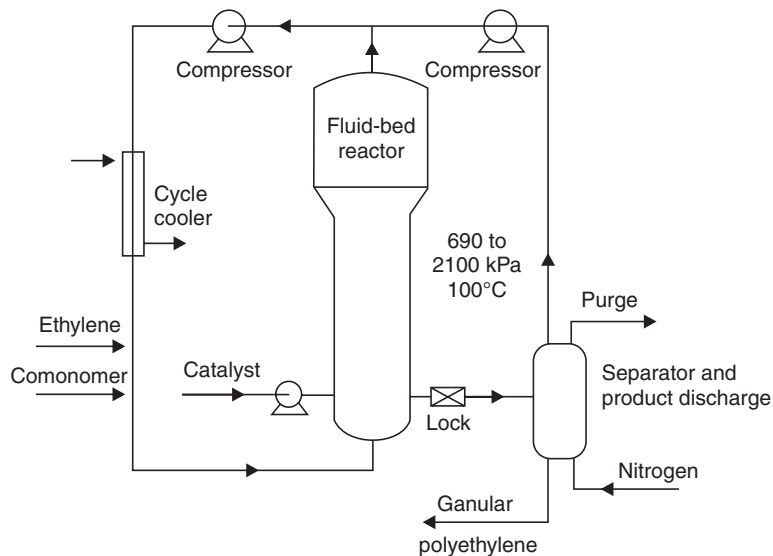 Compressor
Compressor
Fluid-bed
reactor
Cycle
cooler
690 to
2100 kPa
100°C
Purge
Ethylene
Comonomer
Catalyst
Lock
Separator and
product discharge
Nitrogen
Ganular
polyethylene